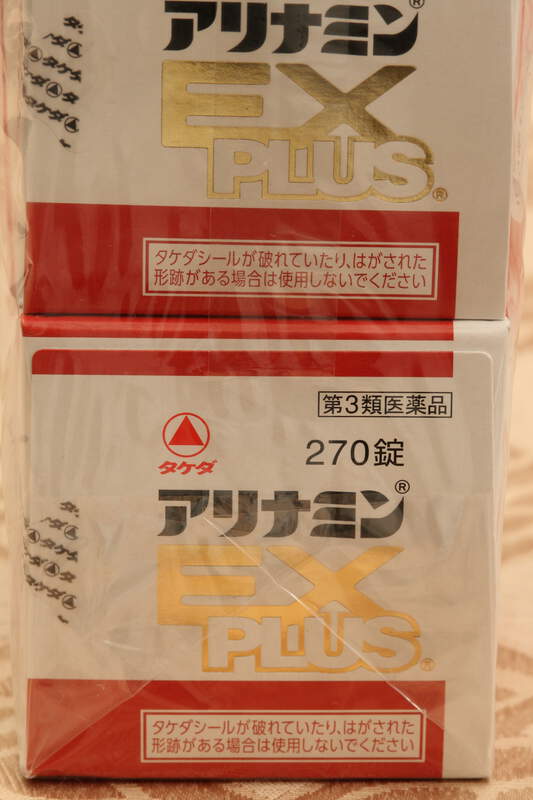 アリナミン®
EX
PLUS®
タケダシールが破れていたり、はがされた
形跡がある場合は使用しないでください
第3類医薬品
タケダ
270錠
アリナミン®
EX
PLUS®
タケダシールが破れていたり、はがされた
形跡がある場合は使用しないでください